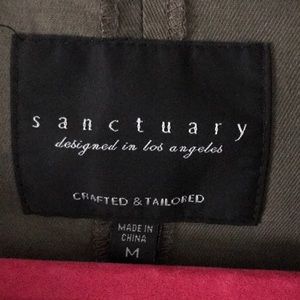 sanctuary
designed in los angeles
CRAFTED & TAILORED
MADE IN
CHINA
M